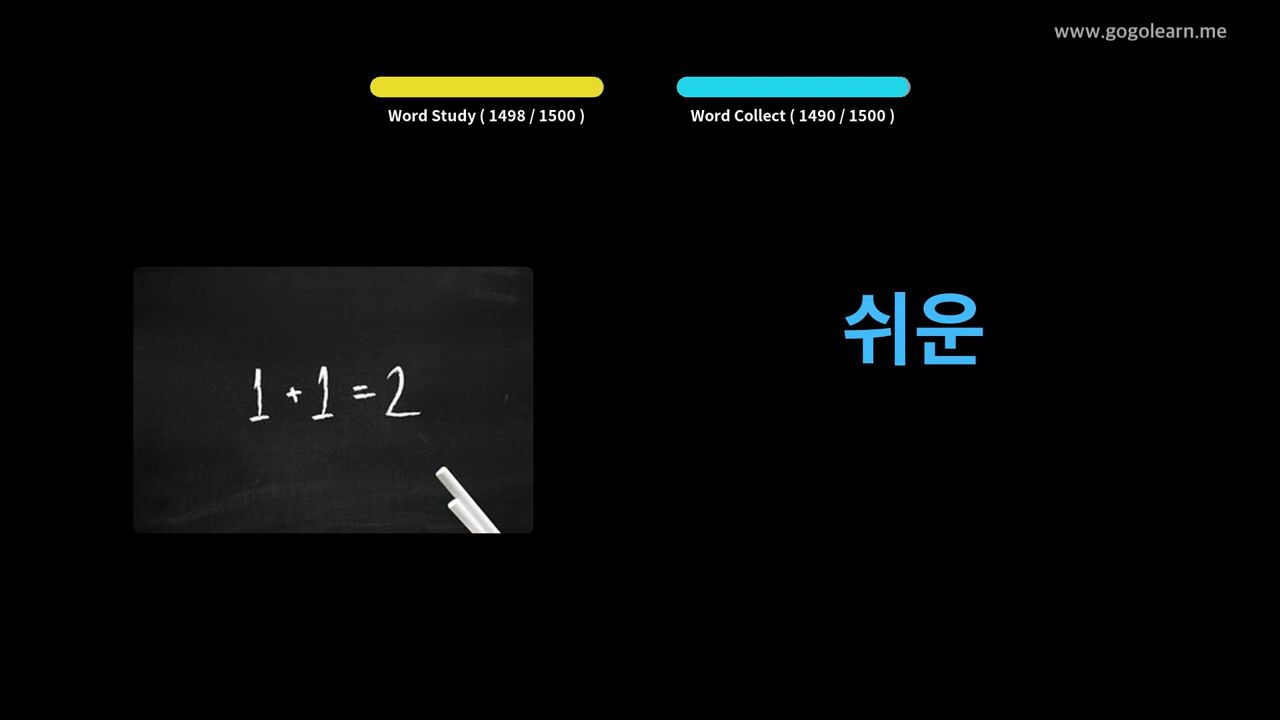 www.gogolearn.me
Word Study ( 1498 / 1500 )
Word Collect ( 1490 / 1500 )
쉬운
1 + 1 = 2